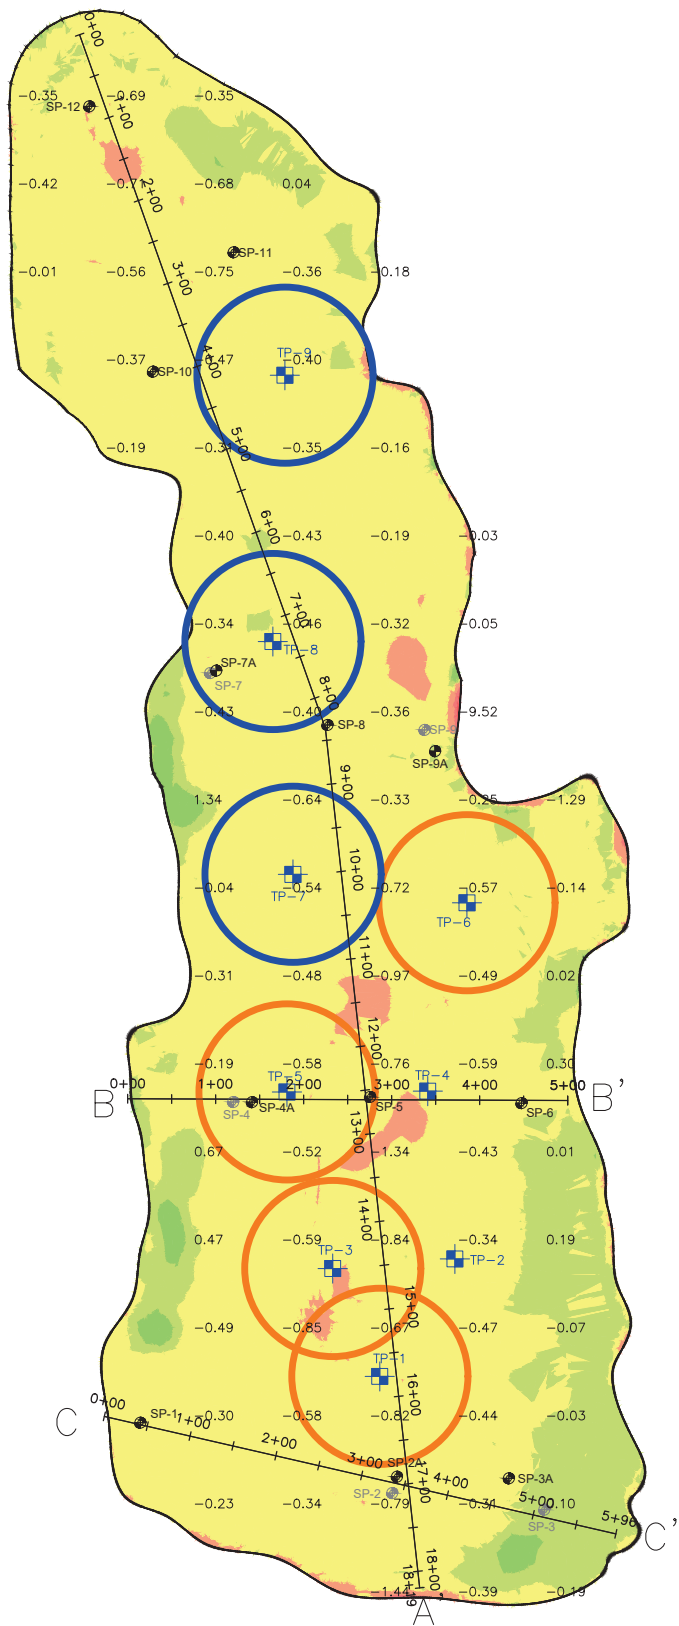 0+00
-0.35 -0.69 -0.35
SP-12
1+00
-0.42 -0.71 -0.68 0.04
2+00
SP-11
3+00
-0.01 -0.56 -0.75 -0.36 -0.18
TP-9
4+00
-0.37 -0.47 -0.40
SP-10
5+00
-0.19 -0.35 -0.16
6+00
-0.40 -0.43 -0.19 -0.03
7+00
-0.34 -0.46 -0.32 -0.05
TP-8
SP-7A
SP-7
8+00
-0.43 -0.40 -0.36 -9.52
SP-8
SP-9
SP-9A
9+00
1.34 -0.64 -0.33 -0.25 -1.29
10+00
-0.04 -0.54 -0.72 -0.57 -0.14
TP-7
TP-6
11+00
-0.31 -0.48 -0.97 -0.49 0.02
12+00
-0.19 -0.58 -0.76 -0.59 0.30
TP-5 TP-4
B 0+00 1+00 2+00 3+00 4+00 5+00 B'
SP-4 SP-4A SP-5 SP-6
13+00
0.67 -0.52 -1.34 -0.43 0.01
14+00
0.47 -0.59 -0.84 -0.34 0.19
TP-3
TP-2
15+00
-0.49 -0.85 -0.67 -0.47 -0.07
TP-1
16+00
C 0+00
SP-1 1+00
-0.30 -0.58 -0.82 -0.44 -0.03
2+00 3+00 4+00 5+00 5+96 C'
SP-2A
SP-2
SP-3A
SP-3
17+00
-0.23 -0.34 -0.79 -0.31 -0.10
18+00
18+19
-1.44 -0.39 -0.19
A'